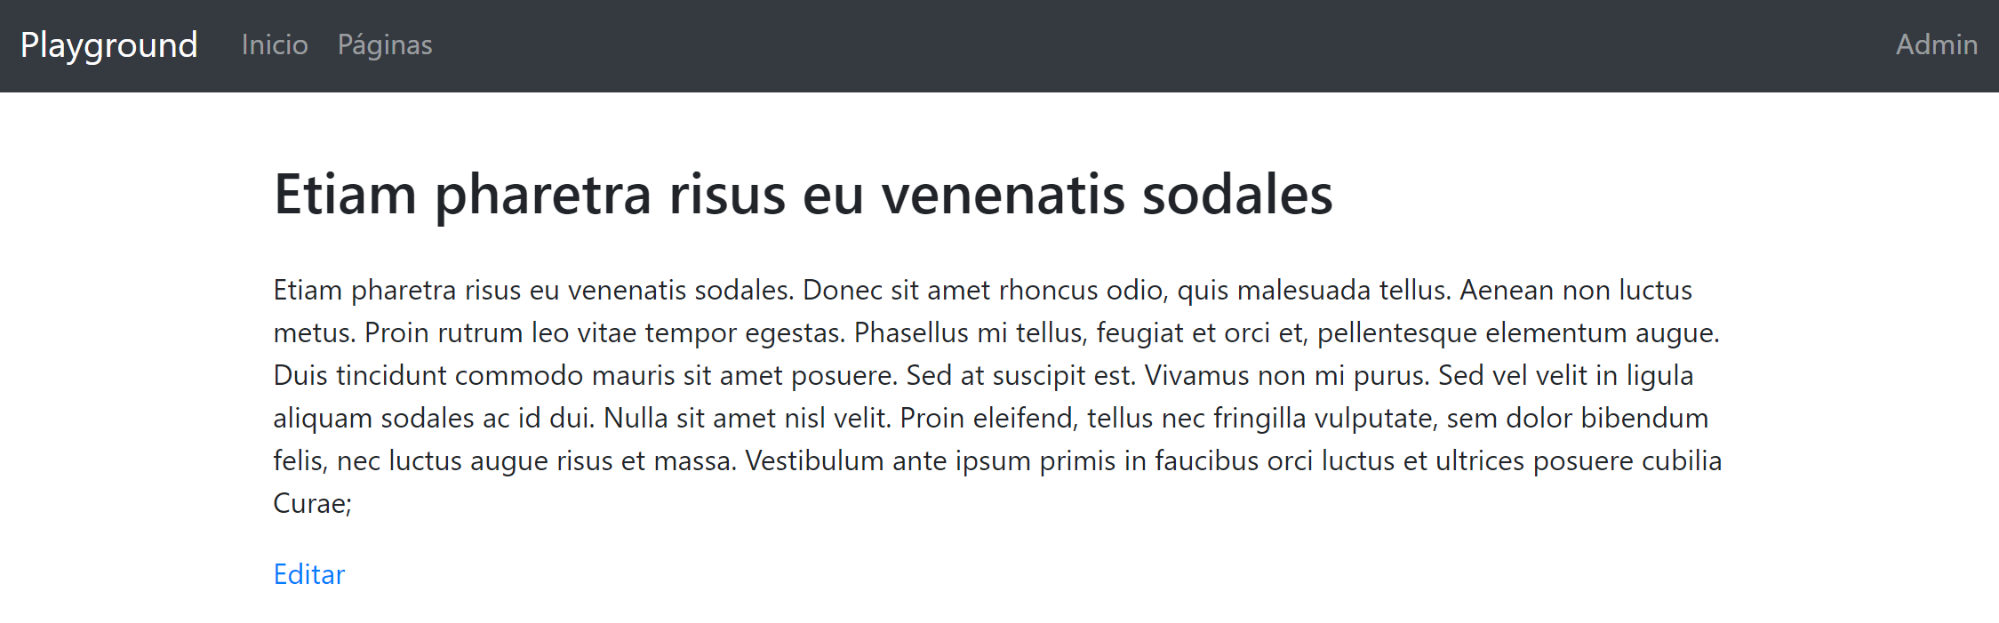 Playground Inicio Páginas Admin
Etiam pharetra risus eu venenatis sodales
Etiam pharetra risus eu venenatis sodales. Donec sit amet rhoncus odio, quis malesuada tellus. Aenean non luctus
metus. Proin rutrum leo vitae tempor egestas. Phasellus mi tellus, feugiat et orci et, pellentesque elementum augue.
Duis tincidunt commodo mauris sit amet posuere. Sed at suscipit est. Vivamus non mi purus. Sed vel velit in ligula
aliquam sodales ac id dui. Nulla sit amet nisl velit. Proin eleifend, tellus nec fringilla vulputate, sem dolor bibendum
felis, nec luctus augue risus et massa. Vestibulum ante ipsum primis in faucibus orci luctus et ultrices posuere cubilia
Curae;
Editar